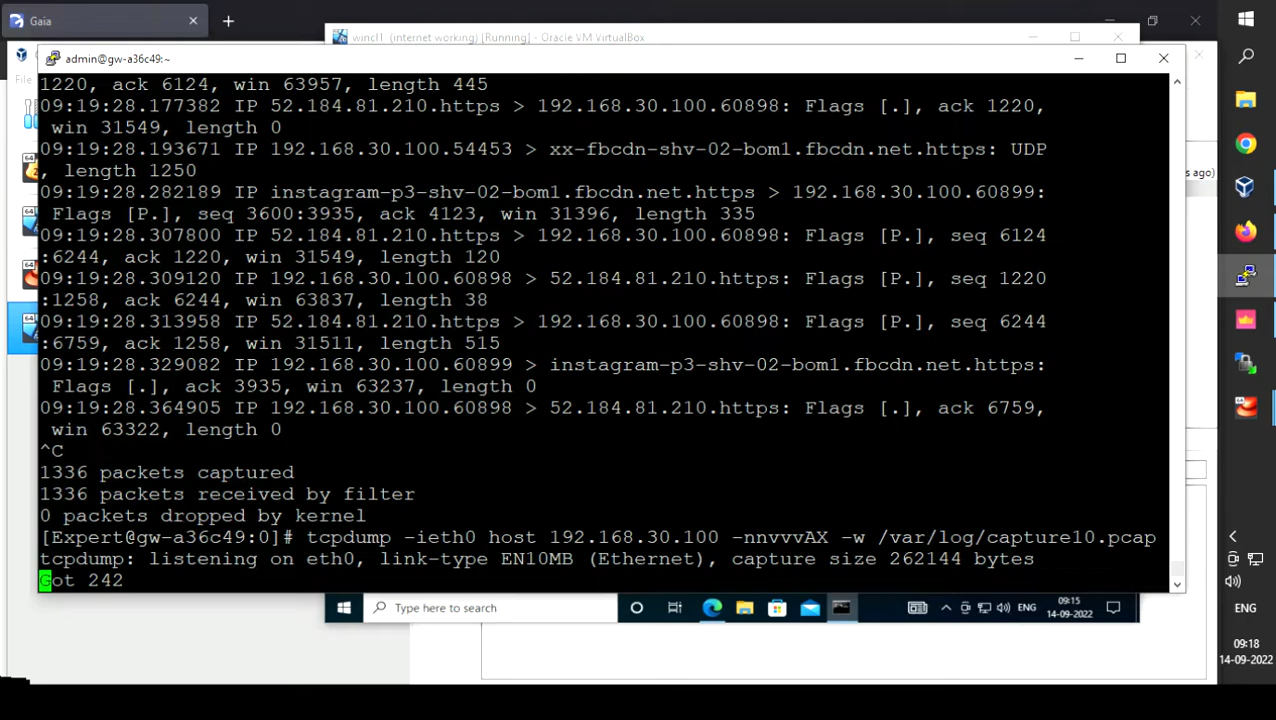 Gaia
wincl1 (internet working) [Running] - Oracle VM VirtualBox
admin@gw-a36c49:~
File
1220, ack 6124, win 63957, length 445
09:19:28.177382 IP 52.184.81.210.https > 192.168.30.100.60898: Flags [.], ack 1220,
win 31549, length 0
09:19:28.193671 IP 192.168.30.100.54453 > xx-fbcdn-shv-02-bom1.fbcdn.net.https: UDP
, length 1250
09:19:28.282189 IP instagram-p3-shv-02-bom1.fbcdn.net.https > 192.168.30.100.60899:
Flags [P.], seq 3600:3935, ack 4123, win 31396, length 335
09:19:28.307800 IP 52.184.81.210.https > 192.168.30.100.60898: Flags [P.], seq 6124
:6244, ack 1220, win 31549, length 120
09:19:28.309120 IP 192.168.30.100.60898 > 52.184.81.210.https: Flags [P.], seq 1220
:1258, ack 6244, win 63837, length 38
09:19:28.313958 IP 52.184.81.210.https > 192.168.30.100.60898: Flags [P.], seq 6244
:6759, ack 1258, win 31511, length 515
09:19:28.329082 IP 192.168.30.100.60899 > instagram-p3-shv-02-bom1.fbcdn.net.https:
Flags [.], ack 3935, win 63237, length 0
09:19:28.364905 IP 192.168.30.100.60898 > 52.184.81.210.https: Flags [.], ack 6759,
win 63322, length 0
^C
1336 packets captured
1336 packets received by filter
0 packets dropped by kernel
[Expert@gw-a36c49:0]# tcpdump -ieth0 host 192.168.30.100 -nnvvvAX -w /var/log/capture10.pcap
tcpdump: listening on eth0, link-type EN10MB (Ethernet), capture size 262144 bytes
Got 242
s ago)
Type here to search
ENG
09:15
14-09-2022
ENG
09:18
14-09-2022